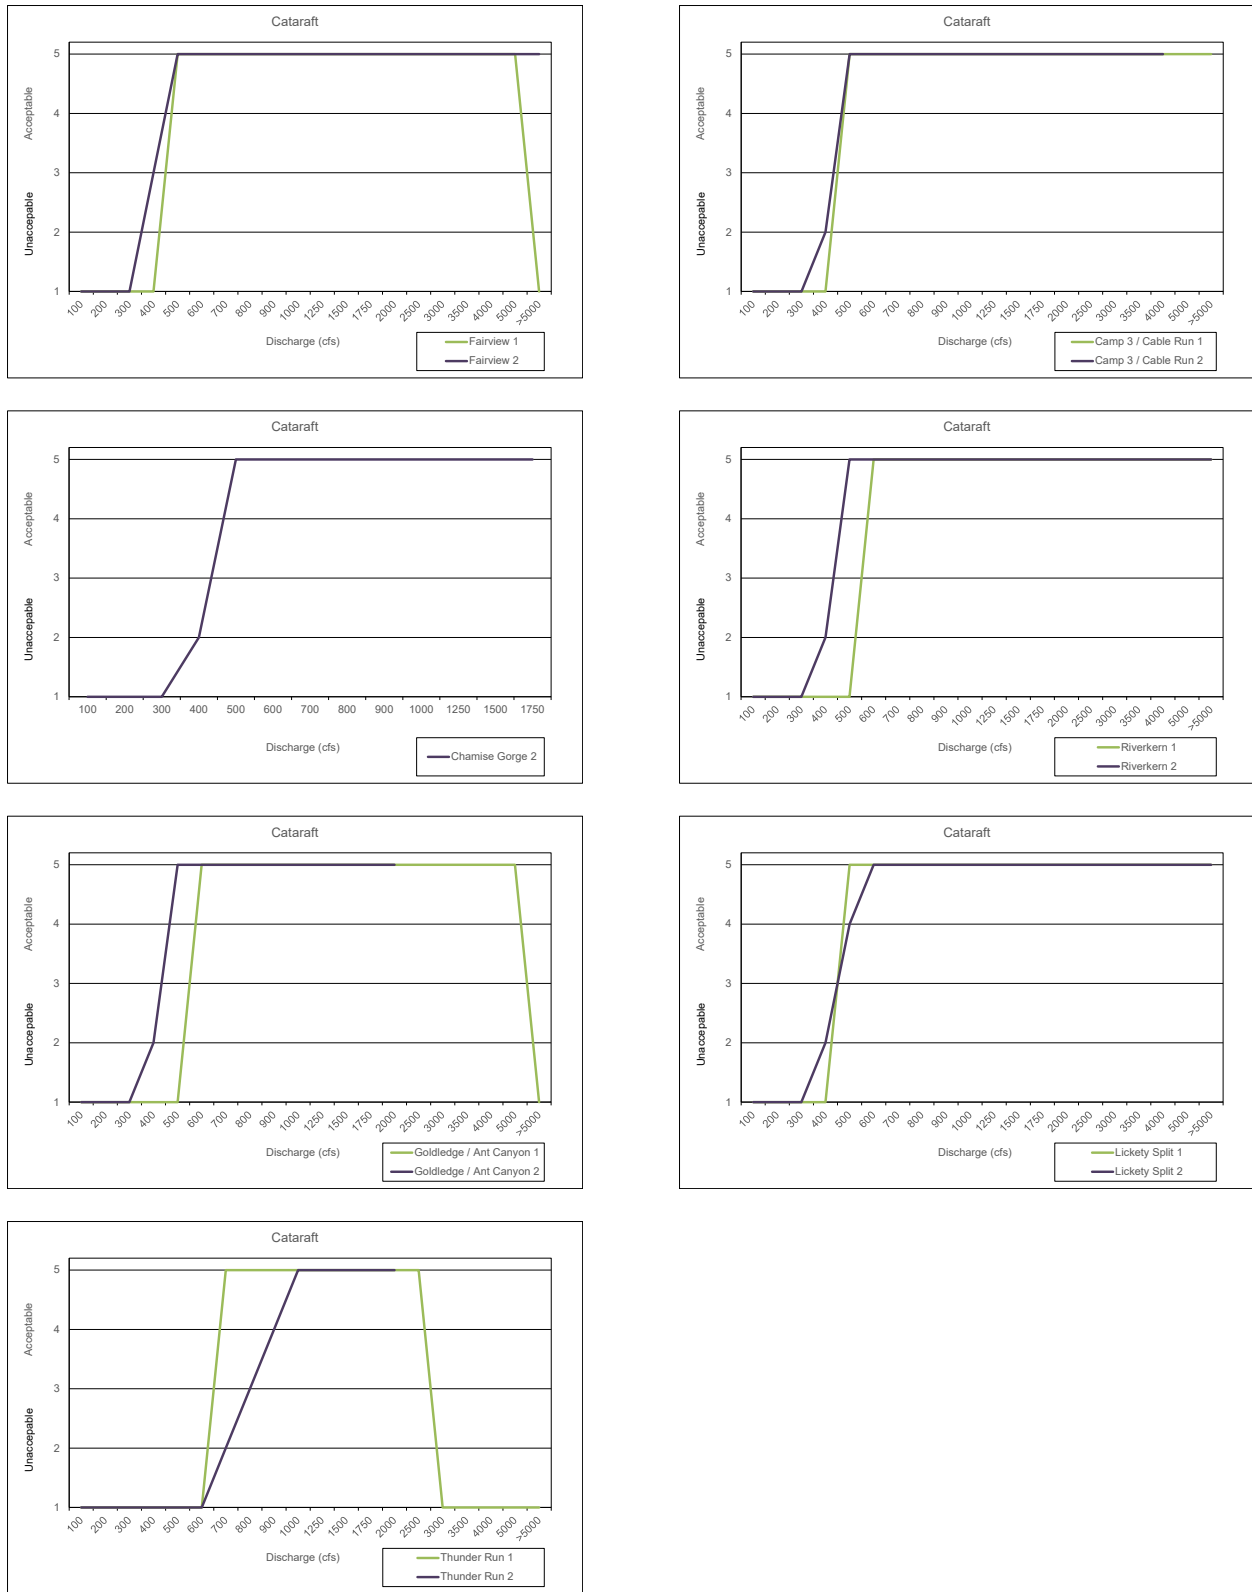 Cataraft
5
4
3
2
1
Acceptable
Unaccepable
100 200 300 400 500 600 700 800 900 1000 1250 1500 1750 2000 2500 3000 3500 4000 5000 >5000
Discharge (cfs)
Fairview 1
Fairview 2
Cataraft
5
4
3
2
1
Acceptable
Unaccepable
100 200 300 400 500 600 700 800 900 1000 1250 1500 1750 2000 2500 3000 3500 4000 5000 >5000
Discharge (cfs)
Camp 3 / Cable Run 1
Camp 3 / Cable Run 2
Cataraft
5
4
3
2
1
Acceptable
Unaccepable
100 200 300 400 500 600 700 800 900 1000 1250 1500 1750
Discharge (cfs)
Chamise Gorge 2
Cataraft
5
4
3
2
1
Acceptable
Unaccepable
100 200 300 400 500 600 700 800 900 1000 1250 1500 1750 2000 2500 3000 3500 4000 5000 >5000
Discharge (cfs)
Riverkern 1
Riverkern 2
Cataraft
5
4
3
2
1
Acceptable
Unaccepable
100 200 300 400 500 600 700 800 900 1000 1250 1500 1750 2000 2500 3000 3500 4000 5000 >5000
Discharge (cfs)
Goldledge / Ant Canyon 1
Goldledge / Ant Canyon 2
Cataraft
5
4
3
2
1
Acceptable
Unaccepable
100 200 300 400 500 600 700 800 900 1000 1250 1500 1750 2000 2500 3000 3500 4000 5000 >5000
Discharge (cfs)
Lickety Split 1
Lickety Split 2
Cataraft
5
4
3
2
1
Acceptable
Unaccepable
100 200 300 400 500 600 700 800 900 1000 1250 1500 1750 2000 2500 3000 3500 4000 5000 >5000
Discharge (cfs)
Thunder Run 1
Thunder Run 2